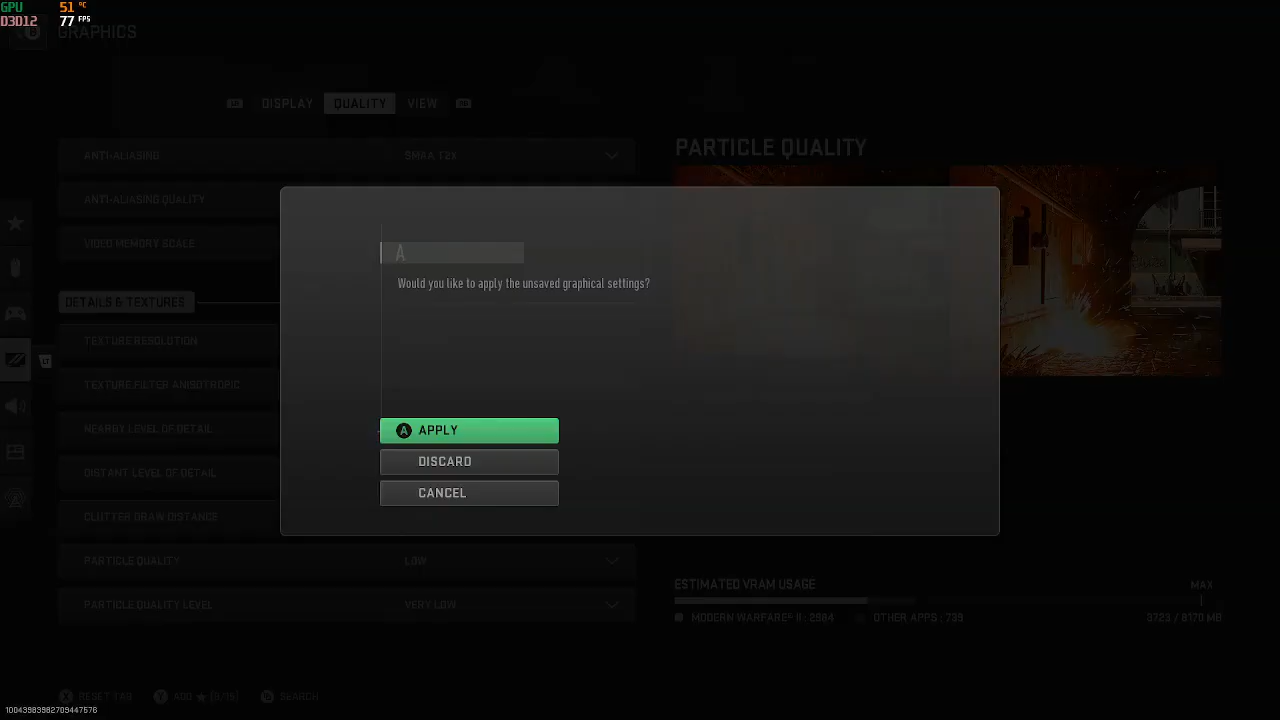 GPU 51 °C
D3D12 77 FPS
GRAPHICS
DISPLAY QUALITY VIEW
ANTI-ALIASING SMAA T2X
PARTICLE QUALITY
ANTI-ALIASING QUALITY
VIDEO MEMORY SCALE
A
Would you like to apply the unsaved graphical settings?
DETAILS & TEXTURES
TEXTURE RESOLUTION
TEXTURE FILTER ANISOTROPIC
NEARBY LEVEL OF DETAIL
DISTANT LEVEL OF DETAIL
CLUTTER DRAW DISTANCE
A APPLY
DISCARD
CANCEL
PARTICLE QUALITY LOW
PARTICLE QUALITY LEVEL VERY LOW
ESTIMATED VRAM USAGE MAX
MODERN WARFARE® II : 2984 OTHER APPS : 739 3723 / 8170 MB
X RESET TAB Y ADD ★ [0/15] SEARCH
10043983982709447576